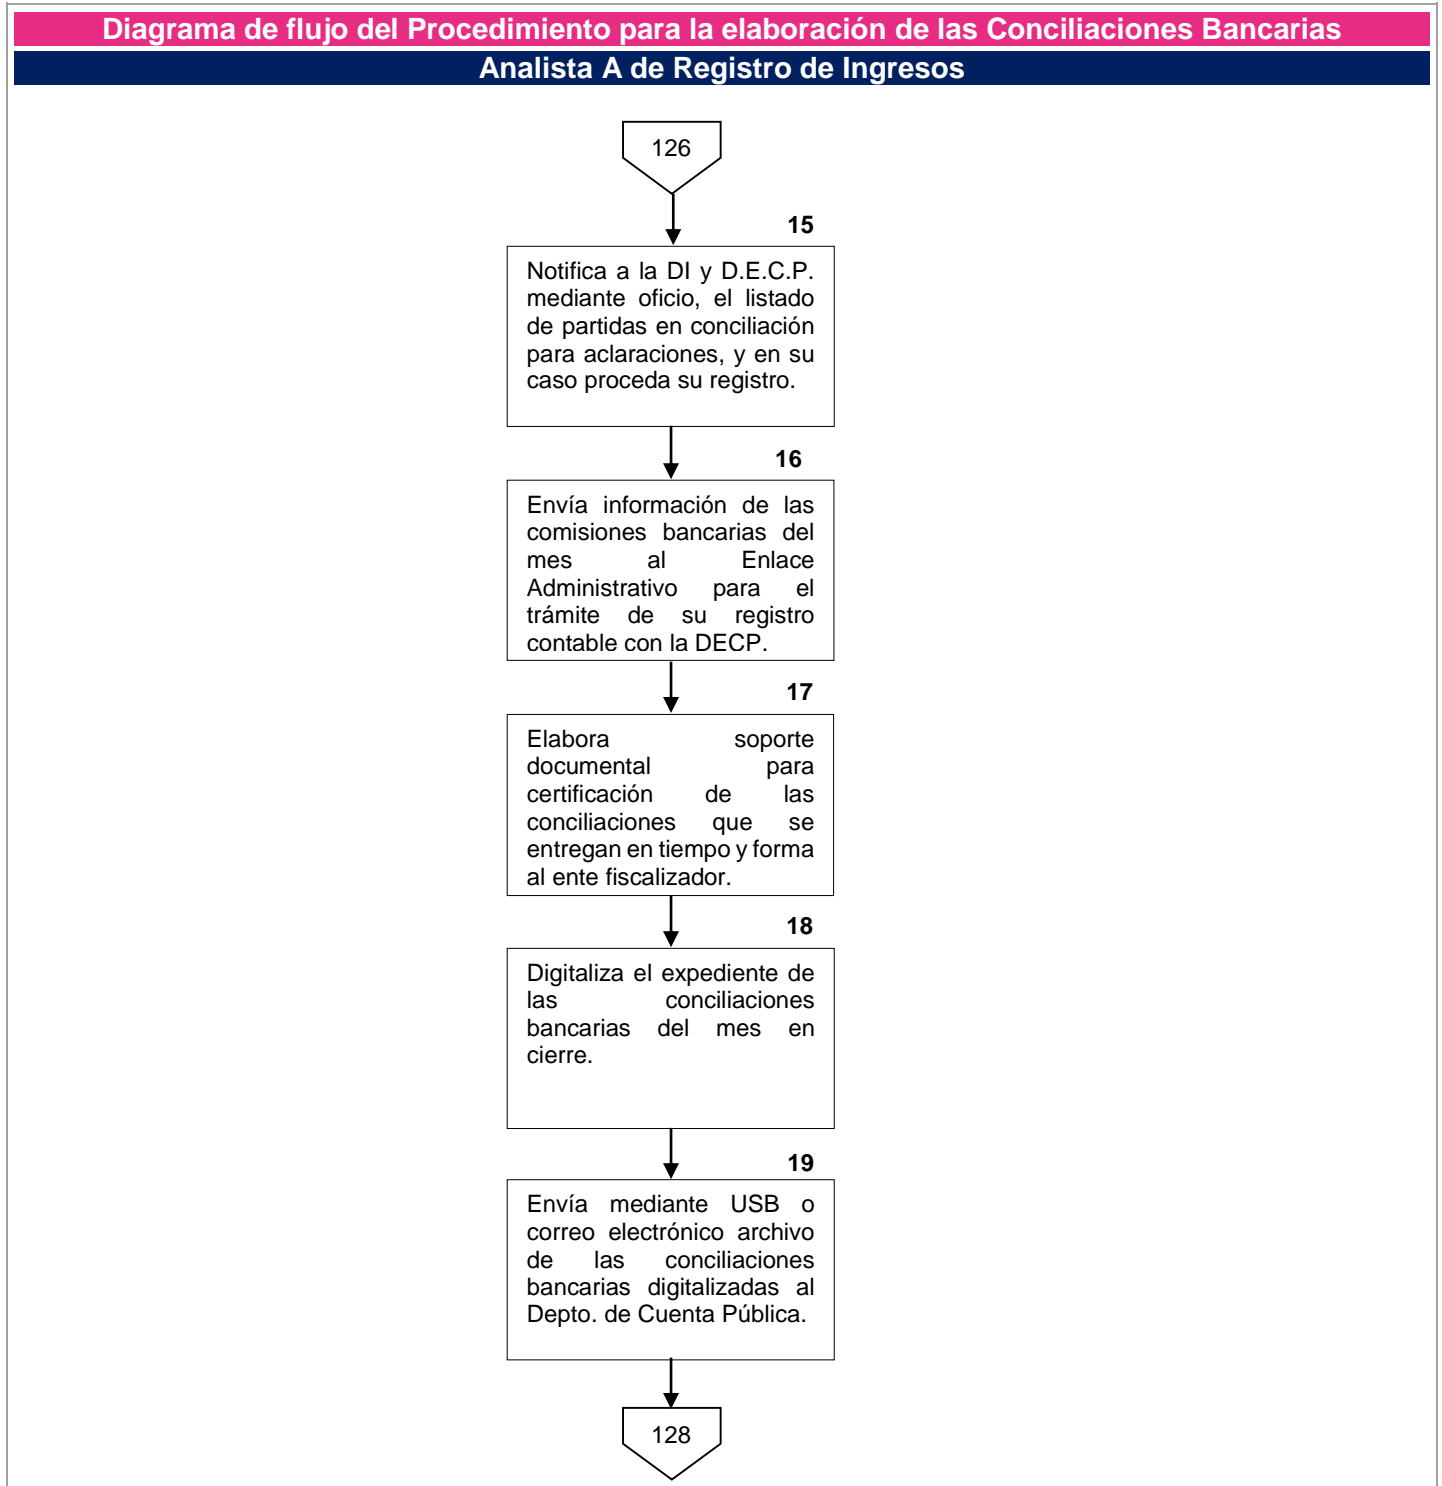 Diagrama de flujo del Procedimiento para la elaboración de las Conciliaciones Bancarias
Analista A de Registro de Ingresos
126
15
Notifica a la DI y D.E.C.P.
mediante oficio, el listado
de partidas en conciliación
para aclaraciones, y en su
caso proceda su registro.
16
Envía información de las
comisiones bancarias del
mes al Enlace
Administrativo para el
trámite de su registro
contable con la DECP.
17
Elabora soporte
documental para
certificación de las
conciliaciones que se
entregan en tiempo y forma
al ente fiscalizador.
18
Digitaliza el expediente de
las conciliaciones
bancarias del mes en
cierre.
19
Envía mediante USB o
correo electrónico archivo
de las conciliaciones
bancarias digitalizadas al
Depto. de Cuenta Pública.
128